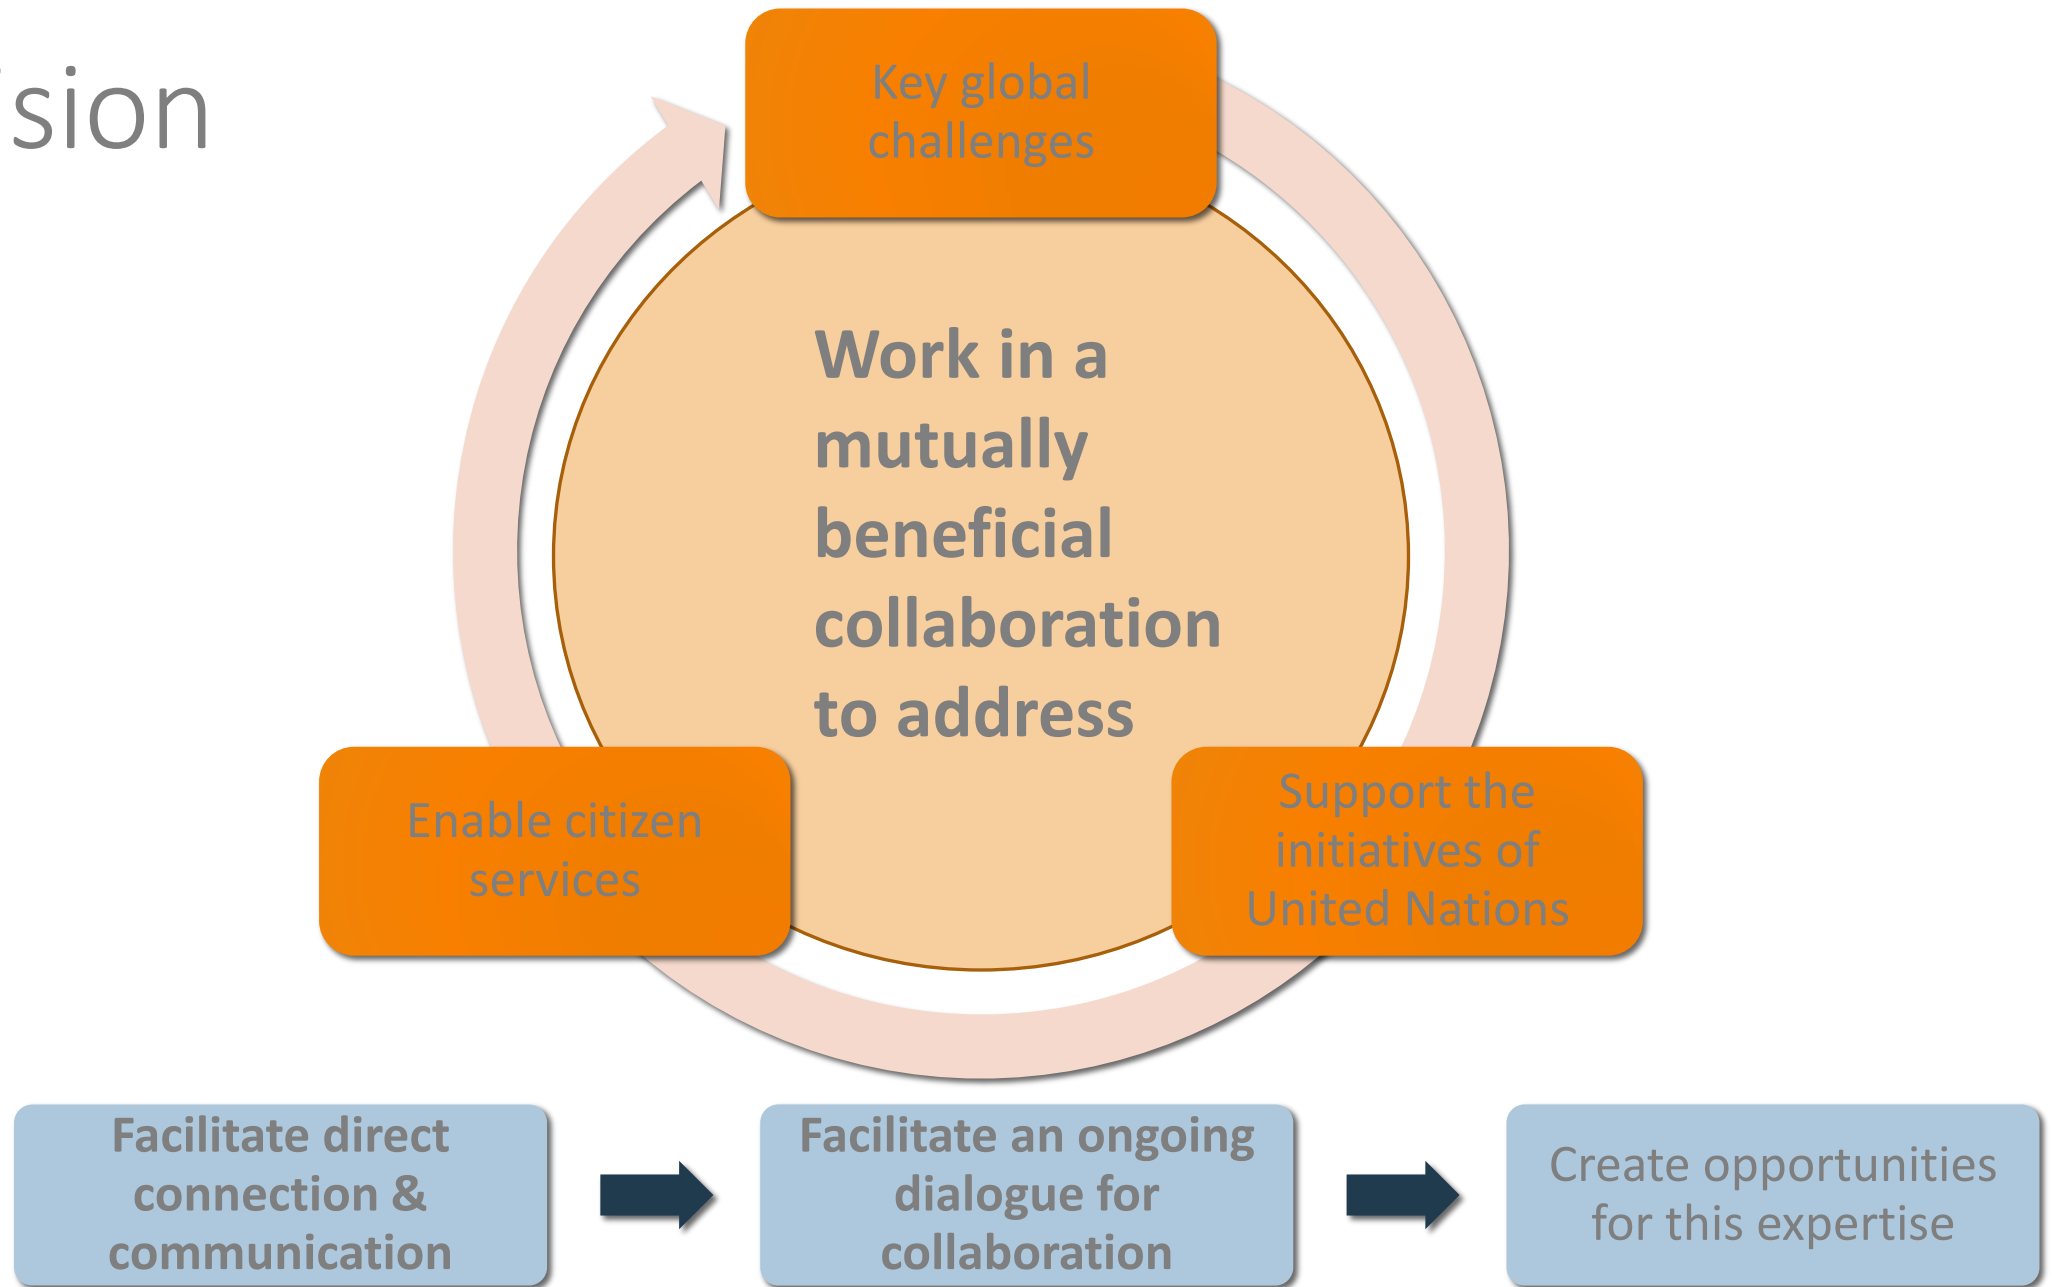 sion
Key global
challenges
Work in a
mutually
beneficial
collaboration
to address
Enable citizen
services
Support the
initiatives of
United Nations
Facilitate direct
connection &
communication
Facilitate an ongoing
dialogue for
collaboration
Create opportunities
for this expertise